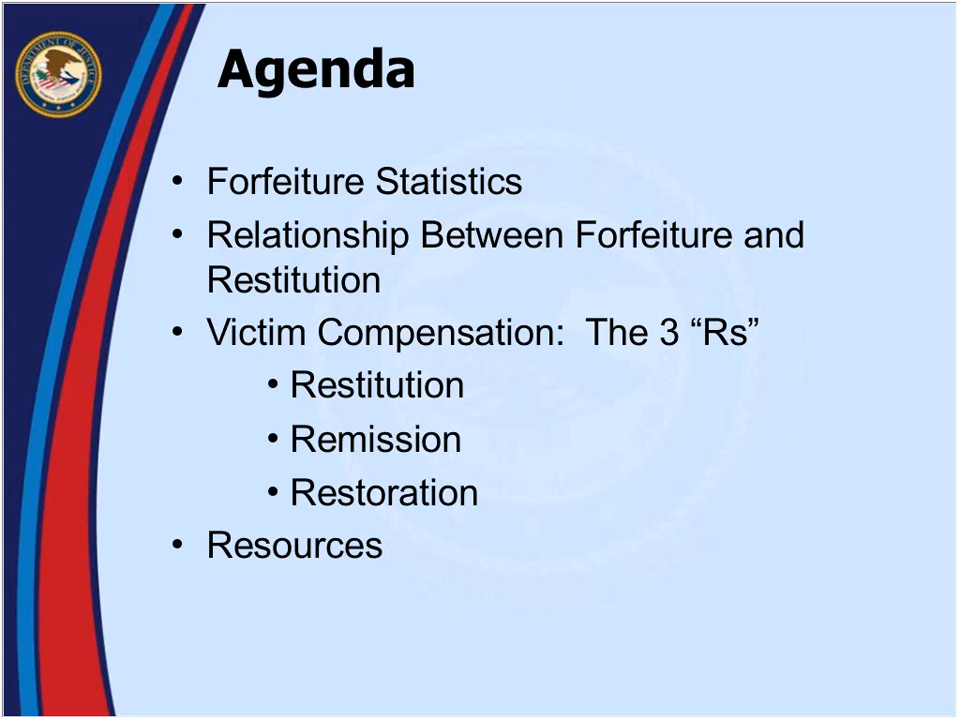 Agenda
• Forfeiture Statistics
• Relationship Between Forfeiture and
Restitution
• Victim Compensation:  The 3 “Rs”
• Restitution
• Remission
• Restoration
• Resources